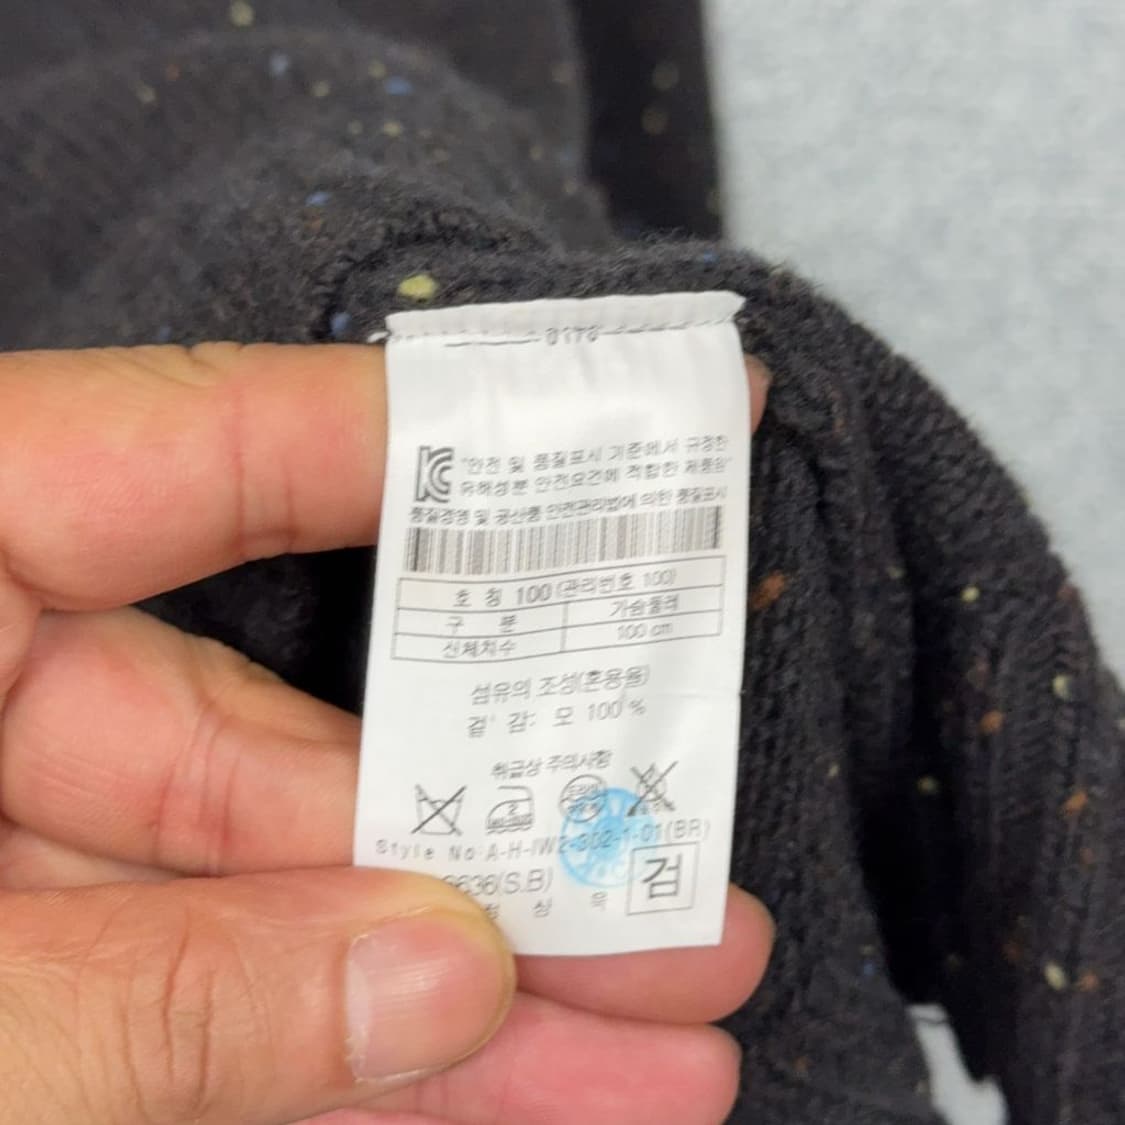 0178
"안전 및 품질표시 기준에서 규정한
유해성분 안전요건에 적합한 제품임"
품질경영 및 공산품 안전관리법에 의한 품질표시
호 칭 100 (관리번호 100)
구 분 가슴둘레
신체치수 100 cm
섬유의 조성(혼용율)
겉 감: 모 100 %
취급상 주의사항
2
Style No:A-H-IW2-302-1-01(BR)
6636(S.B)
검